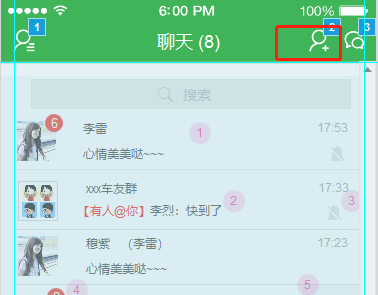 6:00 PM 100%
1 2 3
聊天 (8)
搜索
6 李雷 1 17:53
心情美美哒~~~
xxx车友群 17:33
【有人@你】李烈：快到了 2 3
穆紫 （李雷） 17:23
心情美美哒~~~
4 5